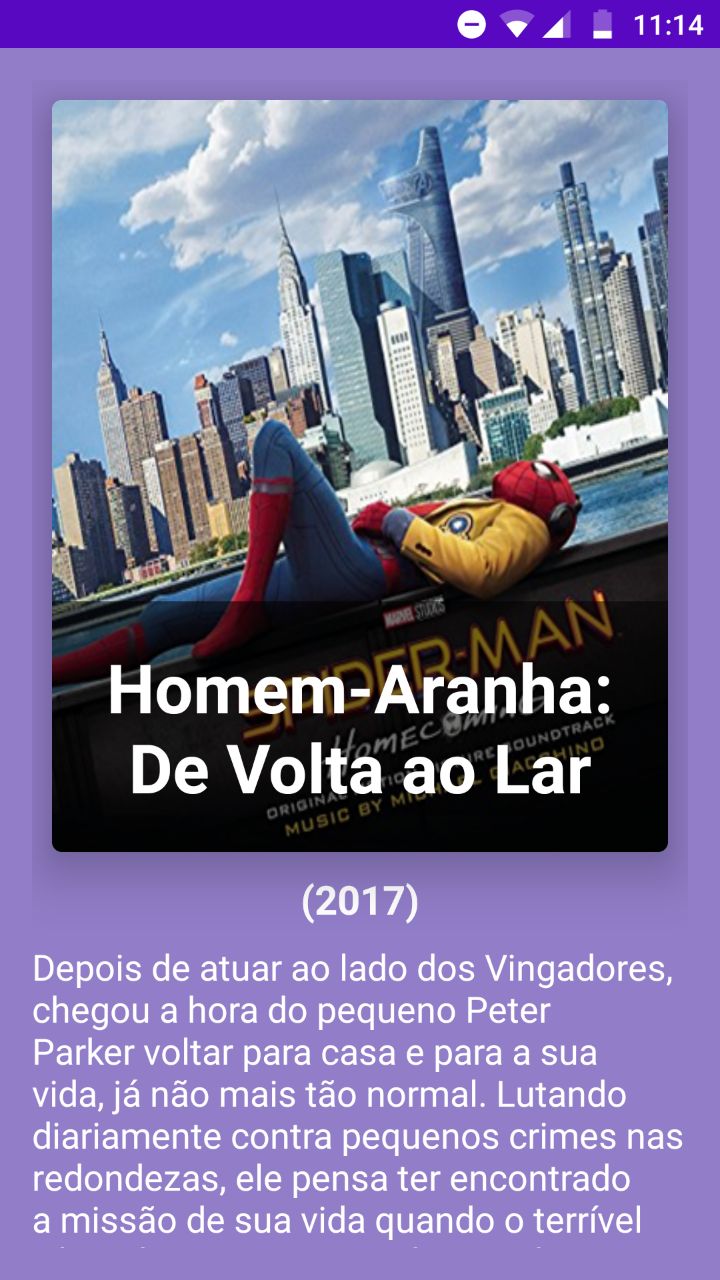 11:14
MARVEL STUDIOS
SPIDER-MAN
HOMECOMING
Homem-Aranha:
De Volta ao Lar
ORIGINAL MOTION PICTURE SOUNDTRACK
MUSIC BY MICHAEL GIACCHINO
(2017)
Depois de atuar ao lado dos Vingadores,
chegou a hora do pequeno Peter
Parker voltar para casa e para a sua
vida, já não mais tão normal. Lutando
diariamente contra pequenos crimes nas
redondezas, ele pensa ter encontrado
a missão de sua vida quando o terrível